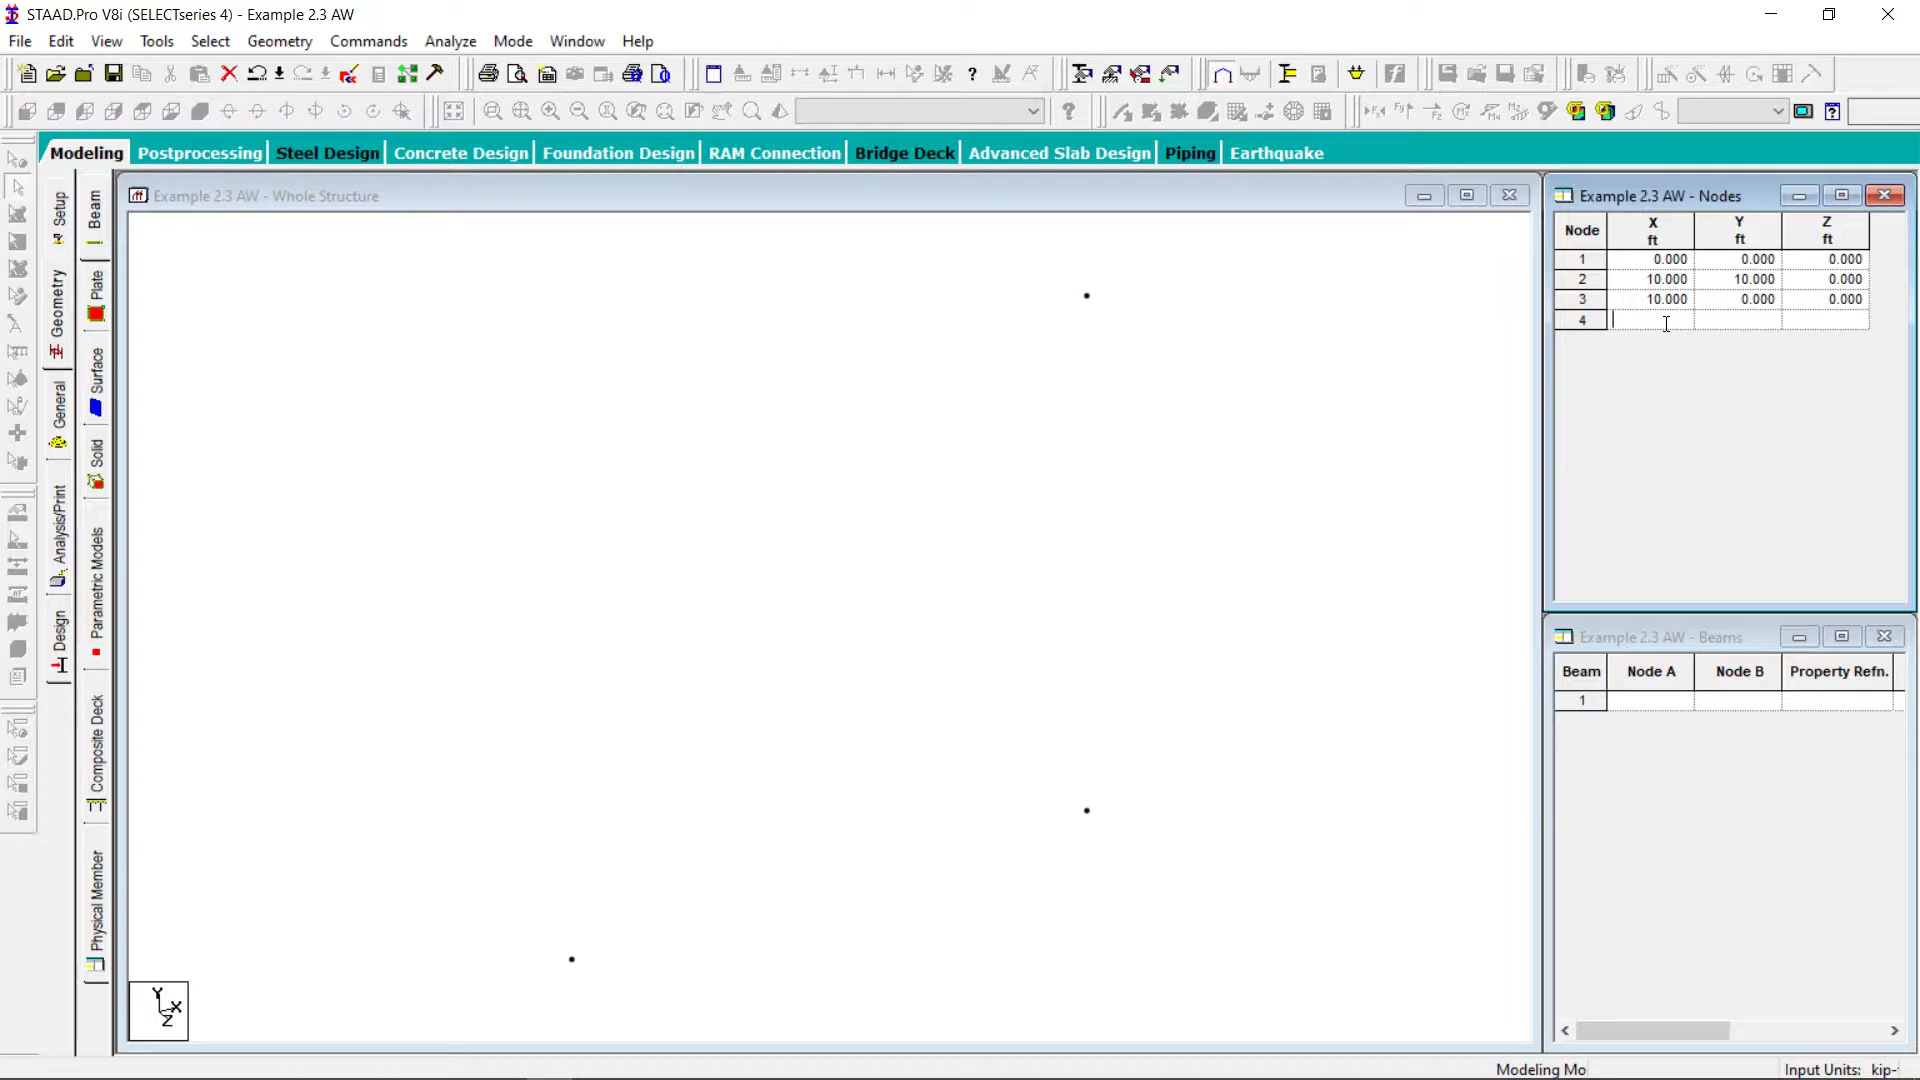 STAAD.Pro V8i (SELECTseries 4) - Example 2.3 AW
File Edit View Tools Select Geometry Commands Analyze Mode Window Help
Modeling Postprocessing Steel Design Concrete Design Foundation Design RAM Connection Bridge Deck Advanced Slab Design Piping Earthquake
Setup
Geometry
General
Analysis/Print
Design
Beam
Plate
Surface
Solid
Parametric Models
Composite Deck
Physical Member
Example 2.3 AW - Whole Structure
Y
X
Z
Example 2.3 AW - Nodes
Node X ft Y ft Z ft
1 0.000 0.000 0.000
2 10.000 10.000 0.000
3 10.000 0.000 0.000
4
Example 2.3 AW - Beams
Beam Node A Node B Property Refn.
1
Modeling Mo Input Units: kip-